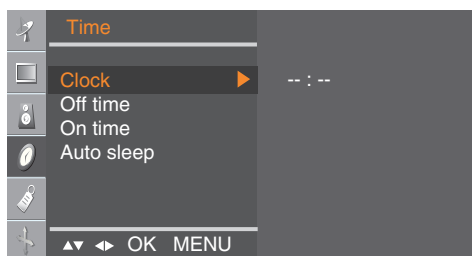 Time
Clock -- : --
Off time
On time
Auto sleep
OK MENU